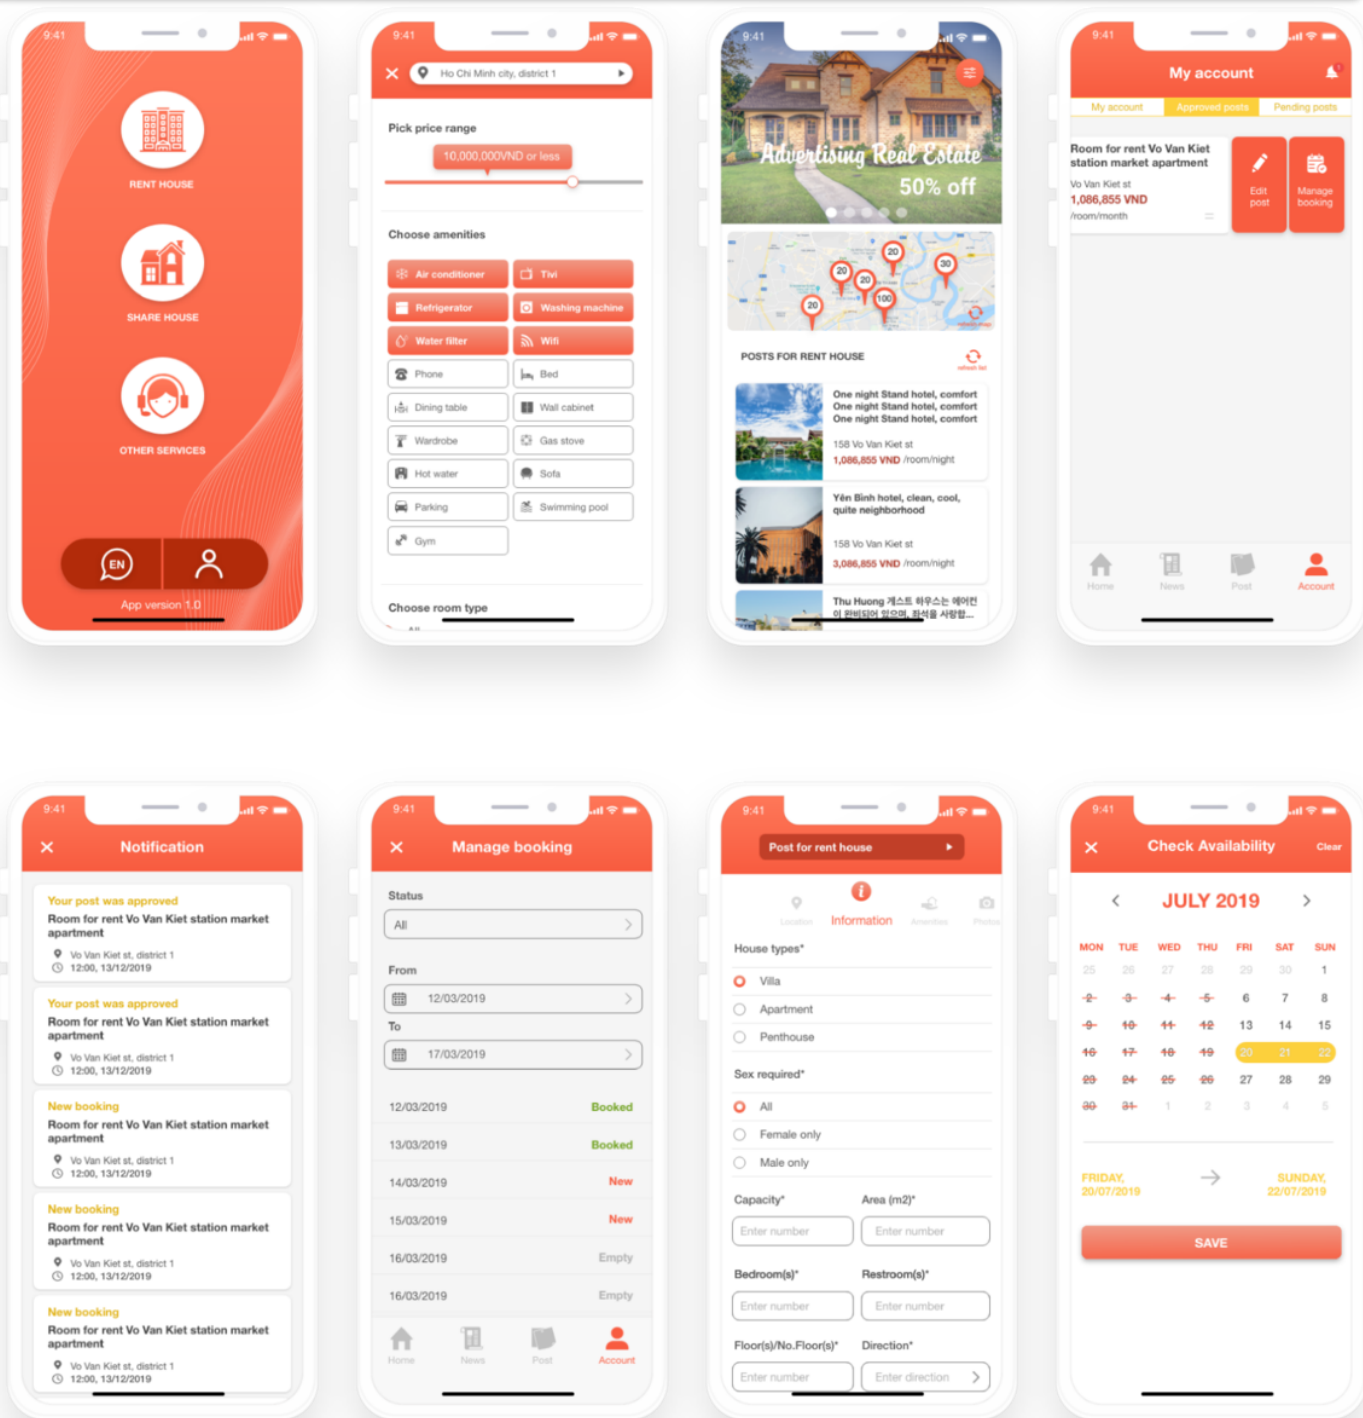 9:41
RENT HOUSE
SHARE HOUSE
OTHER SERVICES
EN
App version 1.0
9:41
Ho Chi Minh city, district 1
Pick price range
10,000,000VND or less
Choose amenities
Air conditioner
Tivi
Refrigerator
Washing machine
Water filter
Wifi
Phone
Bed
Dining table
Wall cabinet
Wardrobe
Gas stove
Hot water
Sofa
Parking
Swimming pool
Gym
Choose room type
9:41
Advertising Real Estate
50% off
20
30
20
20
100
20
refresh map
POSTS FOR RENT HOUSE
refresh list
One night Stand hotel, comfort
One night Stand hotel, comfort
One night Stand hotel, comfort
158 Vo Van Kiet st
1,086,855 VND /room/night
Yên Bình hotel, clean, cool,
quite neighborhood
158 Vo Van Kiet st
3,086,855 VND /room/night
Thu Huong 게스트 하우스는 에어컨
이 완비되어 있으며, 좌석을 사랑합...
9:41
My account
My account
Approved posts
Pending posts
Room for rent Vo Van Kiet
station market apartment
Vo Van Kiet st
1,086,855 VND
/room/month
Edit
post
Manage
booking
Home
News
Post
Account
9:41
Notification
Your post was approved
Room for rent Vo Van Kiet station market
apartment
Vo Van Kiet st, district 1
12:00, 13/12/2019
Your post was approved
Room for rent Vo Van Kiet station market
apartment
Vo Van Kiet st, district 1
12:00, 13/12/2019
New booking
Room for rent Vo Van Kiet station market
apartment
Vo Van Kiet st, district 1
12:00, 13/12/2019
New booking
Room for rent Vo Van Kiet station market
apartment
Vo Van Kiet st, district 1
12:00, 13/12/2019
New booking
Room for rent Vo Van Kiet station market
apartment
Vo Van Kiet st, district 1
12:00, 13/12/2019
9:41
Manage booking
Status
All
From
12/03/2019
To
17/03/2019
12/03/2019 Booked
13/03/2019 Booked
14/03/2019 New
15/03/2019 New
16/03/2019 Empty
16/03/2019 Empty
Home
News
Post
Account
9:41
Post for rent house
Location
Information
Amenities
Photos
House types*
Villa
Apartment
Penthouse
Sex required*
All
Female only
Male only
Capacity*
Area (m2)*
Enter number
Enter number
Bedroom(s)*
Restroom(s)*
Enter number
Enter number
Floor(s)/No.Floor(s)*
Direction*
Enter number
Enter direction
9:41
Check Availability
Clear
JULY 2019
MON TUE WED THU FRI SAT SUN
25 26 27 28 29 30 1
2 3 4 5 6 7 8
9 10 11 12 13 14 15
16 17 18 19 20 21 22
23 24 25 26 27 28 29
30 31 1 2 3 4 5
FRIDAY,
20/07/2019
SUNDAY,
22/07/2019
SAVE